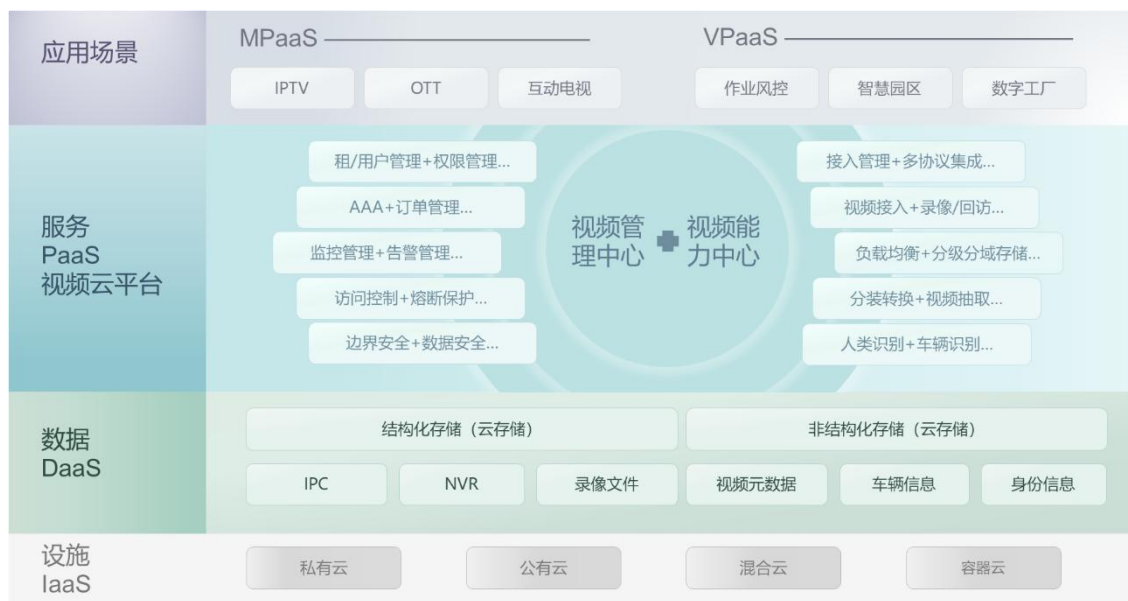 应用场景
MPaaS
VPaaS
IPTV
OTT
互动电视
作业风控
智慧园区
数字工厂
服务
PaaS
视频云平台
租/用户管理+权限管理...
AAA+订单管理...
监控管理+告警管理...
访问控制+熔断保护...
边界安全+数据安全...
视频管
理中心
视频能
力中心
接入管理+多协议集成...
视频接入+录像/回访...
负载均衡+分级分域存储...
分装转换+视频抽取...
人类识别+车辆识别...
数据
DaaS
结构化存储（云存储）
非结构化存储（云存储）
IPC
NVR
录像文件
视频元数据
车辆信息
身份信息
设施
IaaS
私有云
公有云
混合云
容器云